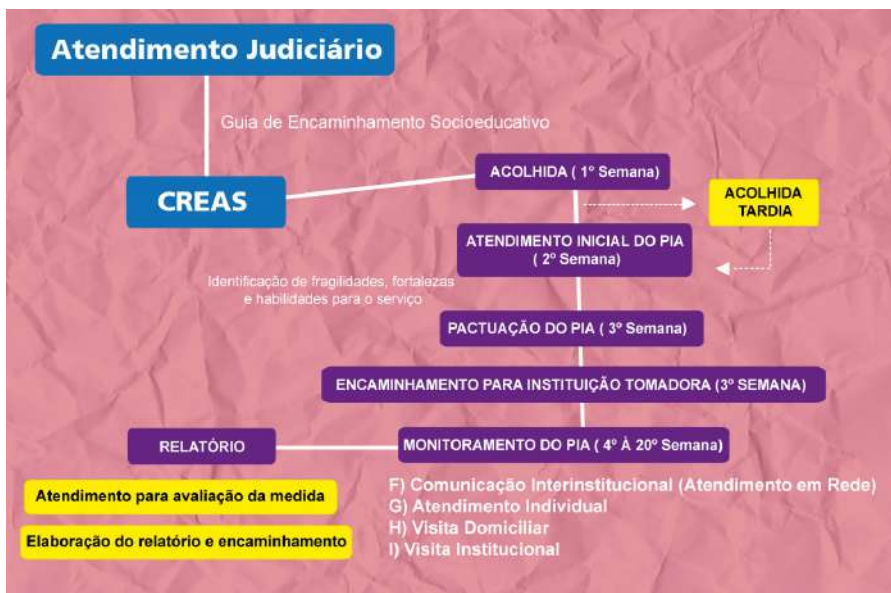 Atendimento Judiciário
Guia de Encaminhamento Socioeducativo
CREAS
ACOLHIDA ( 1º Semana)
ACOLHIDA
TARDIA
ATENDIMENTO INICIAL DO PIA
( 2º Semana)
Identificação de fragilidades, fortalezas
e habilidades para o serviço
PACTUAÇÃO DO PIA ( 3º Semana)
ENCAMINHAMENTO PARA INSTITUIÇÃO TOMADORA (3º SEMANA)
MONITORAMENTO DO PIA ( 4º À 20º Semana)
RELATÓRIO
Atendimento para avaliação da medida
Elaboração do relatório e encaminhamento
F) Comunicação Interinstitucional (Atendimento em Rede)
G) Atendimento Individual
H) Visita Domiciliar
I) Visita Institucional